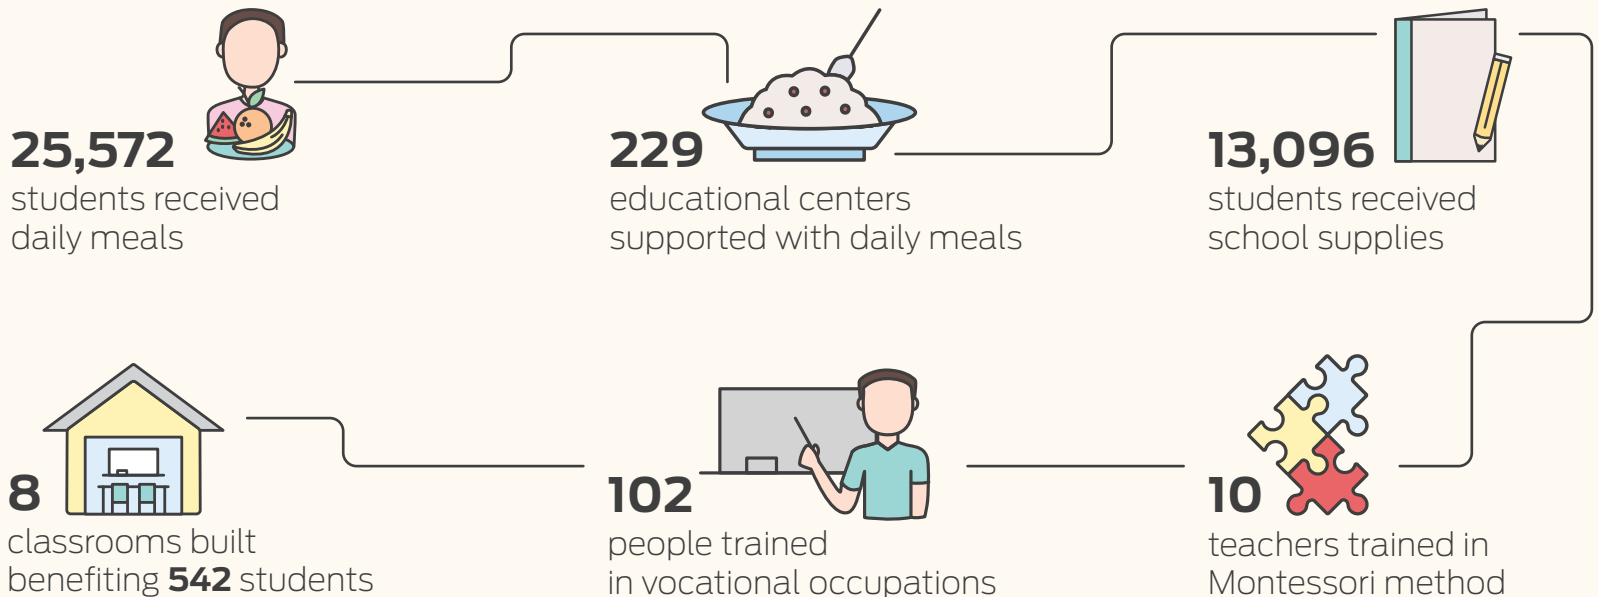 25,572
students received
daily meals
229
educational centers
supported with daily meals
13,096
students received
school supplies
8
classrooms built
benefiting 542 students
102
people trained
in vocational occupations
10
teachers trained in
Montessori method